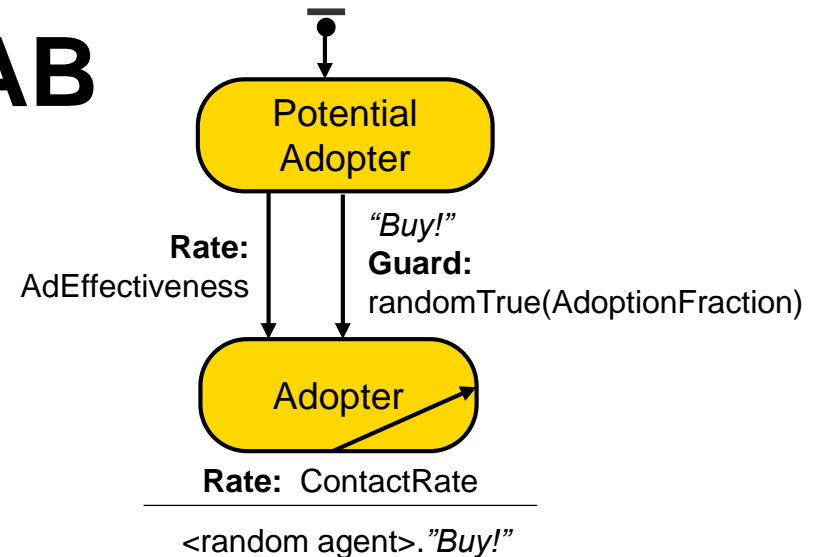 AB
Potential
Adopter
Rate:
AdEffectiveness
“Buy!”
Guard:
randomTrue(AdoptionFraction)
Adopter
Rate: ContactRate
<random agent>.”Buy!”